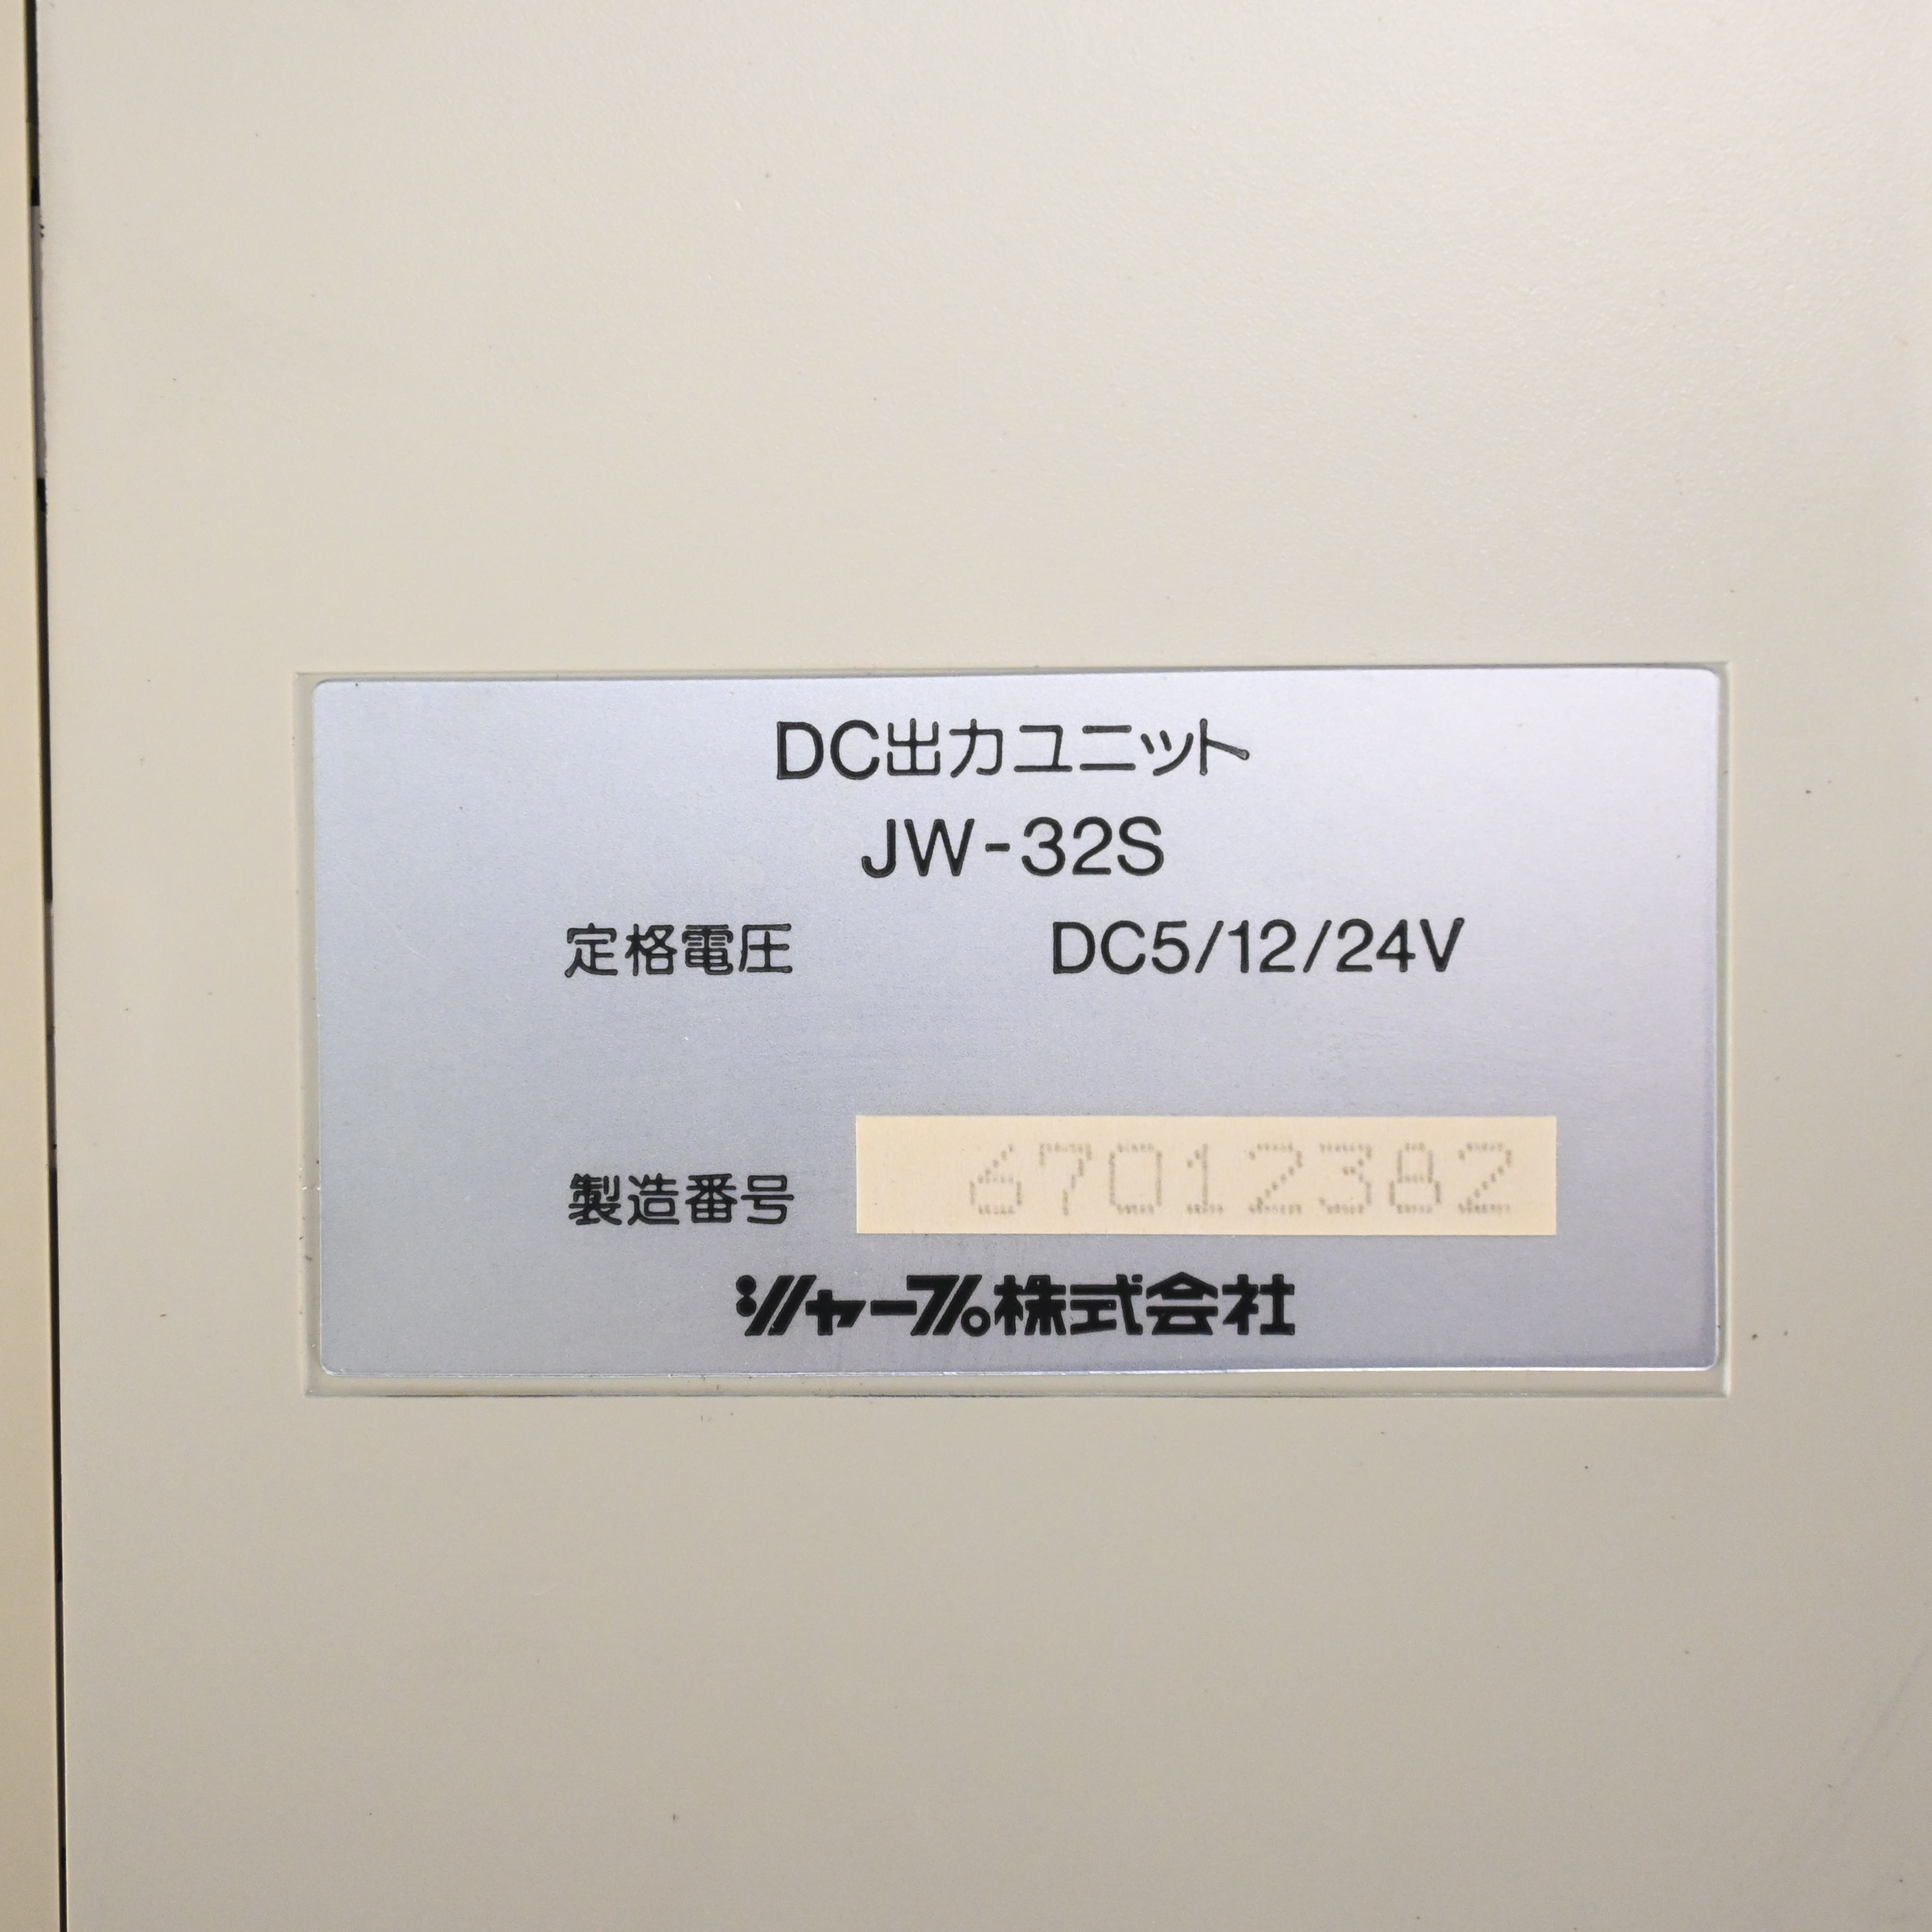 DC出力ユニット
JW-32S
定格電圧 DC5/12/24V
製造番号 67012382
シャープ株式会社